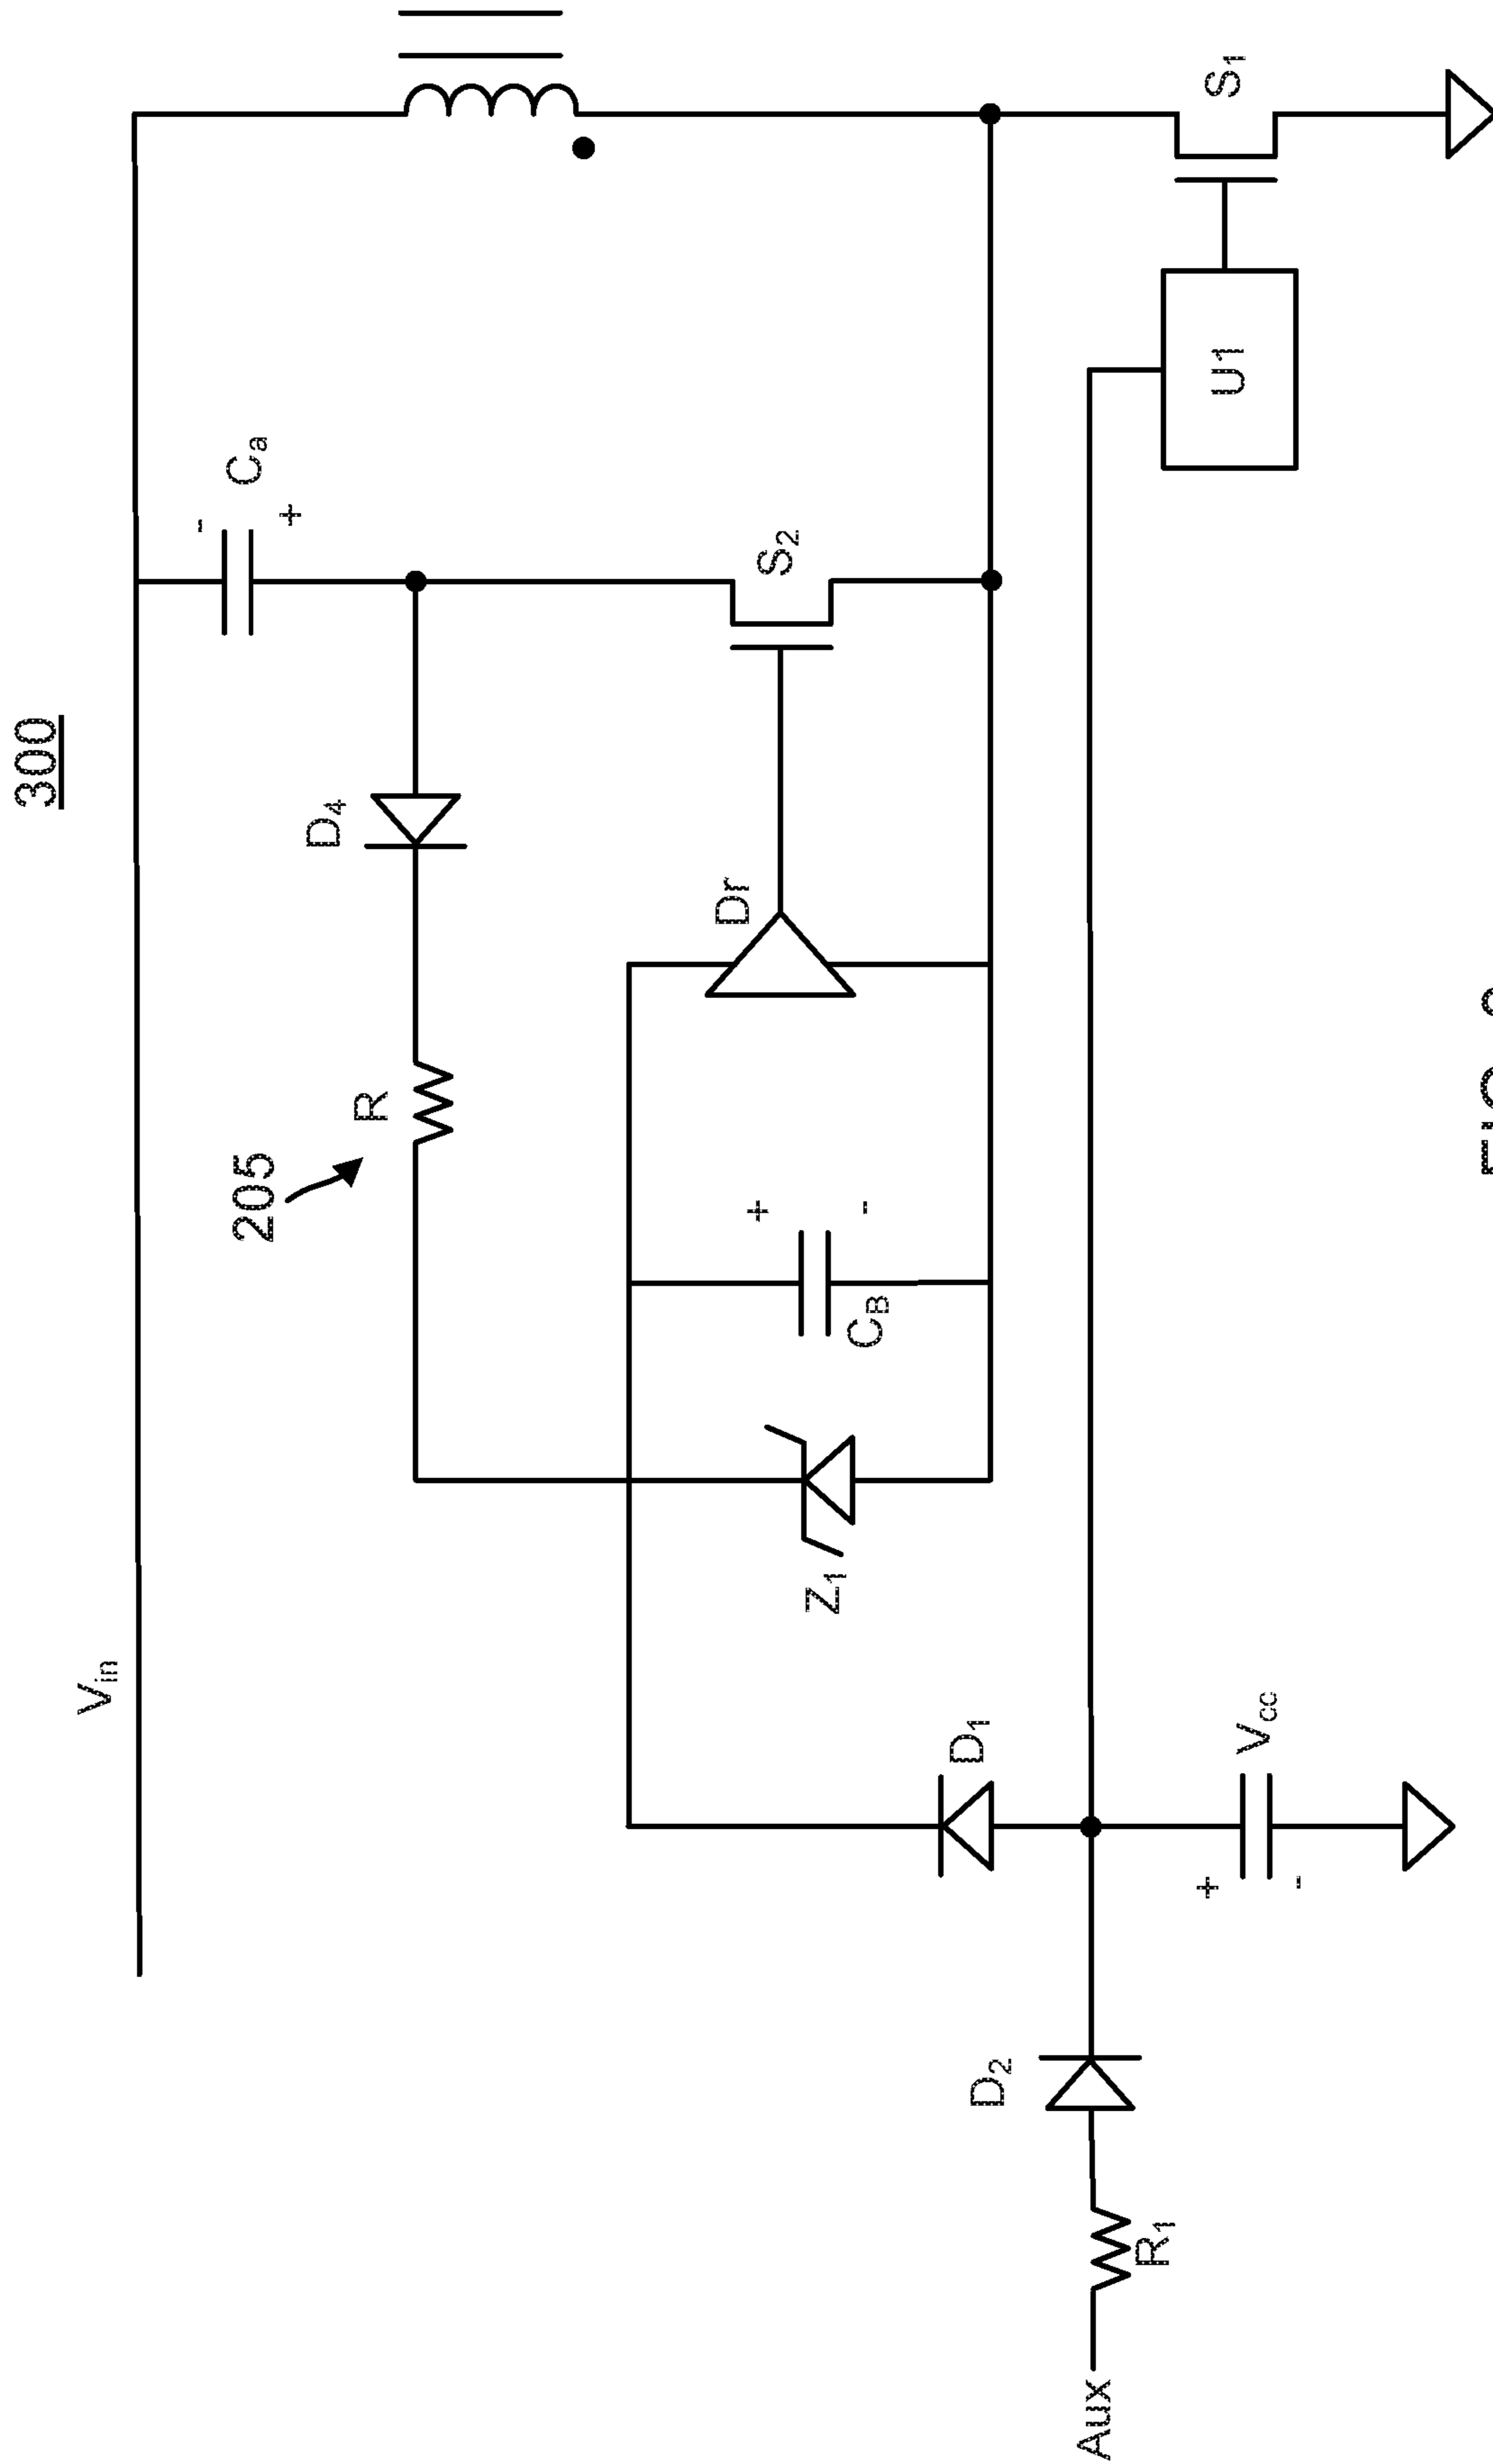 300
Vin
Ca
- 
+
D4
205
R
S2
Dr
+
-
CB
Z1
D1
Vcc
+
-
D2
R1
Aux
U1
S1